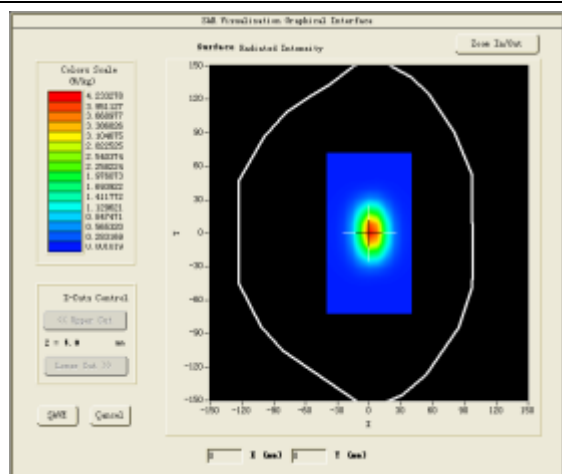 SAR Visualisation Graphical Interface
Surface Radiated Intensity
Zoom In/Out
Colors Scale
(W/kg)
4.233278
3.951127
3.668977
3.386826
3.104675
2.822525
2.540374
2.258224
1.976073
1.693922
1.411772
1.129621
0.847471
0.565320
0.283169
0.001019
150
120
90
60
30
Y
0
-30
-60
-90
-120
-150
-150 -120 -90 -60 -30 0 30 60 90 120 150
X
Z-Cuts Control
<< Upper Cut
Z = mm
Lower Cut >>
SAVE Cancel
X (mm) Y (mm)